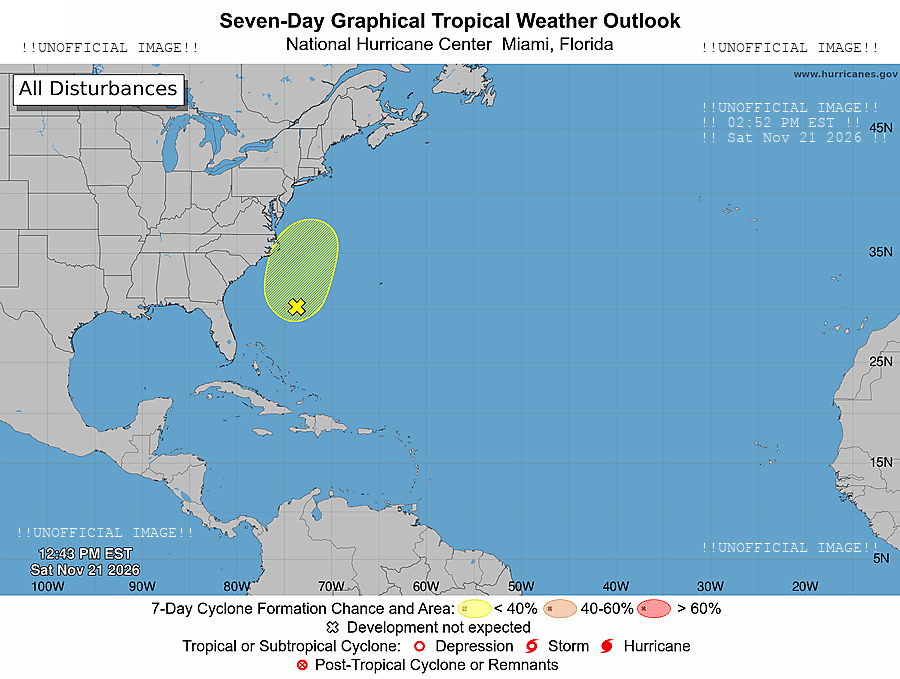 Seven-Day Graphical Tropical Weather Outlook
National Hurricane Center Miami, Florida
!!UNOFFICIAL IMAGE!!
!!UNOFFICIAL IMAGE!!
www.hurricanes.gov
All Disturbances
!!UNOFFICIAL IMAGE!!
!! 02:52 PM EST !!
!! Sat Nov 21 2026 !!
45N
35N
25N
15N
!!UNOFFICIAL IMAGE!!
12:43 PM EST
Sat Nov 21 2026
!!UNOFFICIAL IMAGE!!
5N
100W 90W 80W 70W 60W 50W 40W 30W 20W
7-Day Cyclone Formation Chance and Area: < 40% 40-60% > 60%
Development not expected
Tropical or Subtropical Cyclone: Depression Storm Hurricane
Post-Tropical Cyclone or Remnants